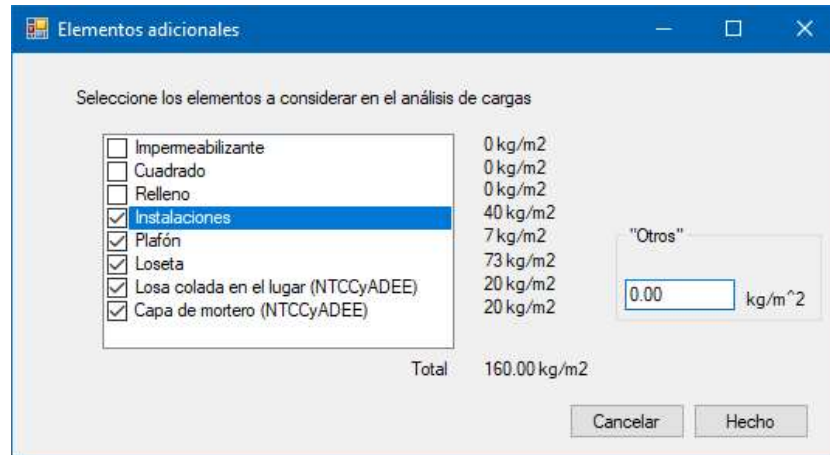 Elementos adicionales
Seleccione los elementos a considerar en el análisis de cargas
Impermeabilizante 0 kg/m2
Cuadrado 0 kg/m2
Relleno 0 kg/m2
Instalaciones 40 kg/m2
Plafón 7 kg/m2
Loseta 73 kg/m2
Losa colada en el lugar (NTCCyADEE) 20 kg/m2
Capa de mortero (NTCCyADEE) 20 kg/m2
"Otros"
0.00 kg/m^2
Total 160.00 kg/m2
Cancelar Hecho